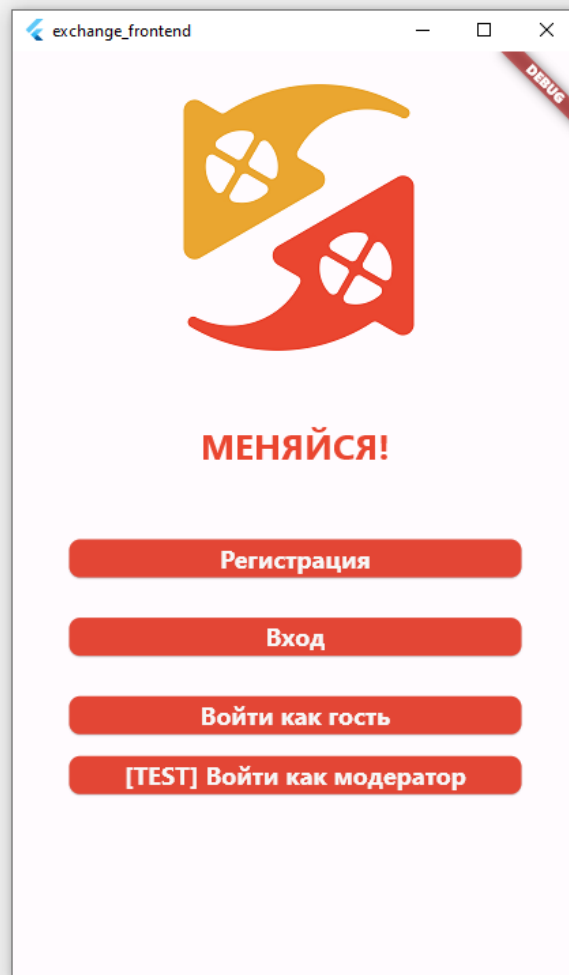 exchange_frontend
DEBUG
МЕНЯЙСЯ!
Регистрация
Вход
Войти как гость
[TEST] Войти как модератор